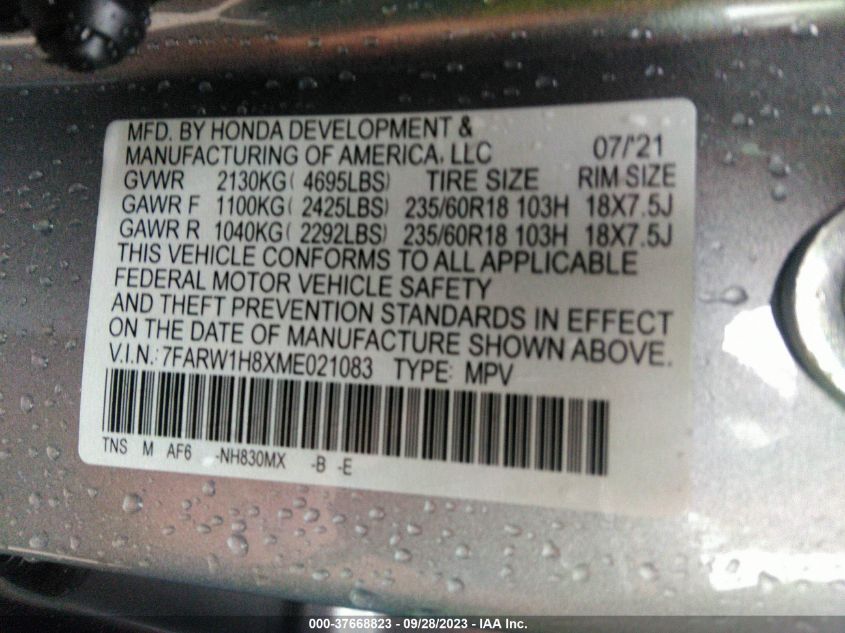 MFD. BY HONDA DEVELOPMENT &
MANUFACTURING OF AMERICA, LLC 07/'21
GVWR 2130KG( 4695LBS) TIRE SIZE RIM SIZE
GAWR F 1100KG( 2425LBS) 235/60R18 103H 18X7.5J
GAWR R 1040KG( 2292LBS) 235/60R18 103H 18X7.5J
THIS VEHICLE CONFORMS TO ALL APPLICABLE
FEDERAL MOTOR VEHICLE SAFETY
AND THEFT PREVENTION STANDARDS IN EFFECT
ON THE DATE OF MANUFACTURE SHOWN ABOVE.
V.I.N.: 7FARW1H8XME021083 TYPE: MPV
TNS M AF6 -NH830MX -B -E
000-37668823 / 09/28/2023 / IAA Inc.